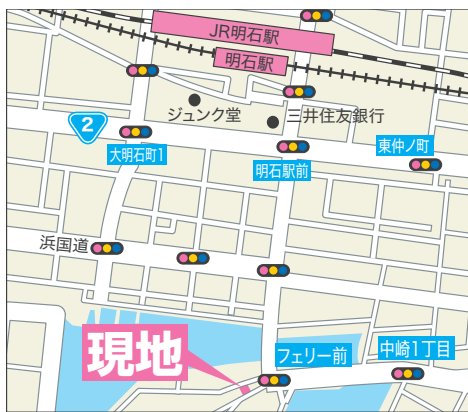 JR明石駅
明石駅
ジュンク堂
三井住友銀行
2
大明石町1
明石駅前
東仲ノ町
浜国道
現地
フェリー前
中崎1丁目